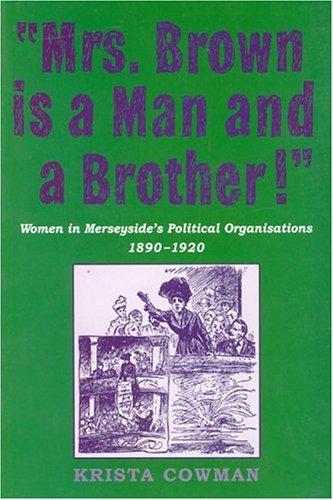 "Mrs. Brown
is a Man and
a Brother!"
Women in Merseyside's Political Organisations
1890–1920
KRISTA COWMAN